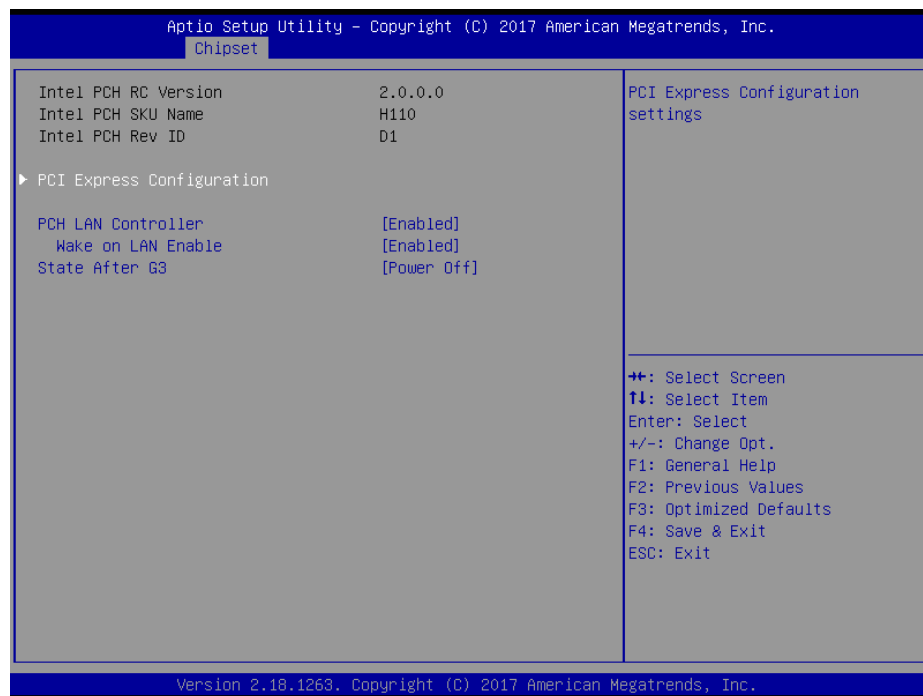 Aptio Setup Utility – Copyright (C) 2017 American Megatrends, Inc.
Chipset
Intel PCH RC Version 2.0.0.0
Intel PCH SKU Name H110
Intel PCH Rev ID D1
PCI Express Configuration
PCH LAN Controller [Enabled]
Wake on LAN Enable [Enabled]
State After G3 [Power Off]
PCI Express Configuration
settings
→←: Select Screen
↑↓: Select Item
Enter: Select
+/-: Change Opt.
F1: General Help
F2: Previous Values
F3: Optimized Defaults
F4: Save & Exit
ESC: Exit
Version 2.18.1263. Copyright (C) 2017 American Megatrends, Inc.